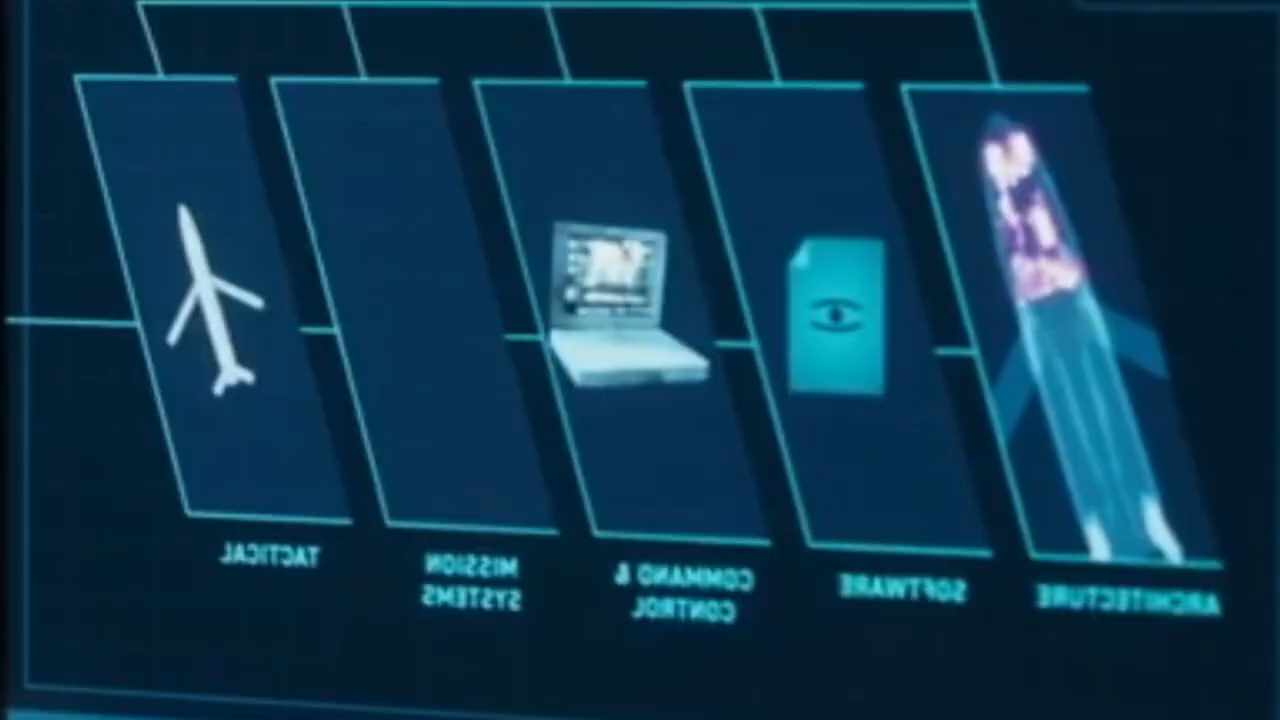 TACTICAL
MISSION
SYSTEMS
COMMAND &
CONTROL
SOFTWARE
ARCHITECTURE